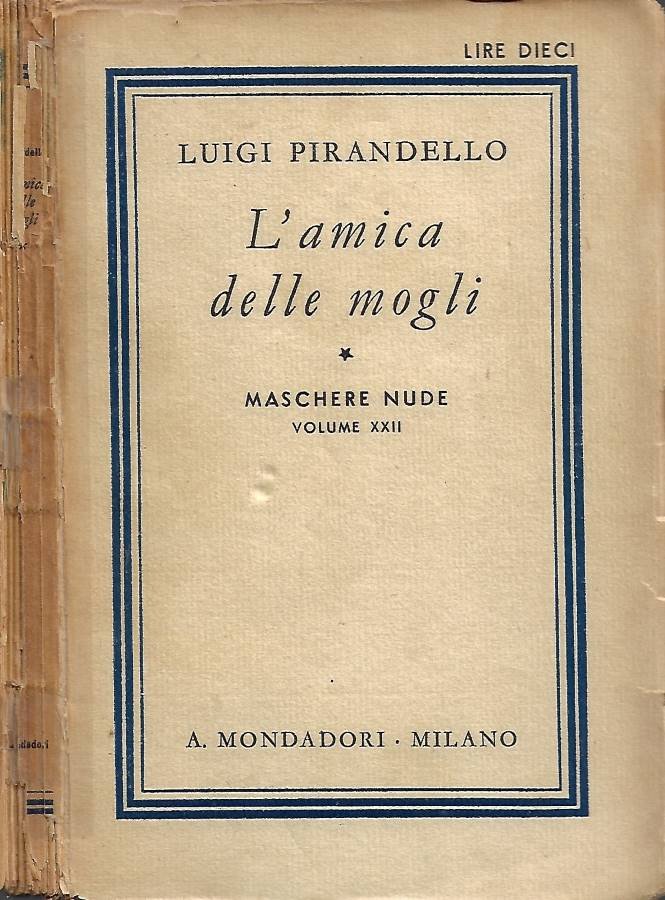 LIRE DIECI
LUIGI PIRANDELLO
L'amica
delle mogli
MASCHERE NUDE
VOLUME XXII
A. MONDADORI · MILANO